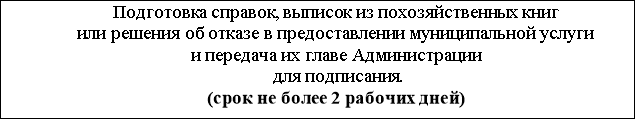 Подготовка справок, выписок из похозяйственных книг
или решения об отказе в предоставлении муниципальной услуги
и передача их главе Администрации
для подписания.
(срок не более 2 рабочих дней)